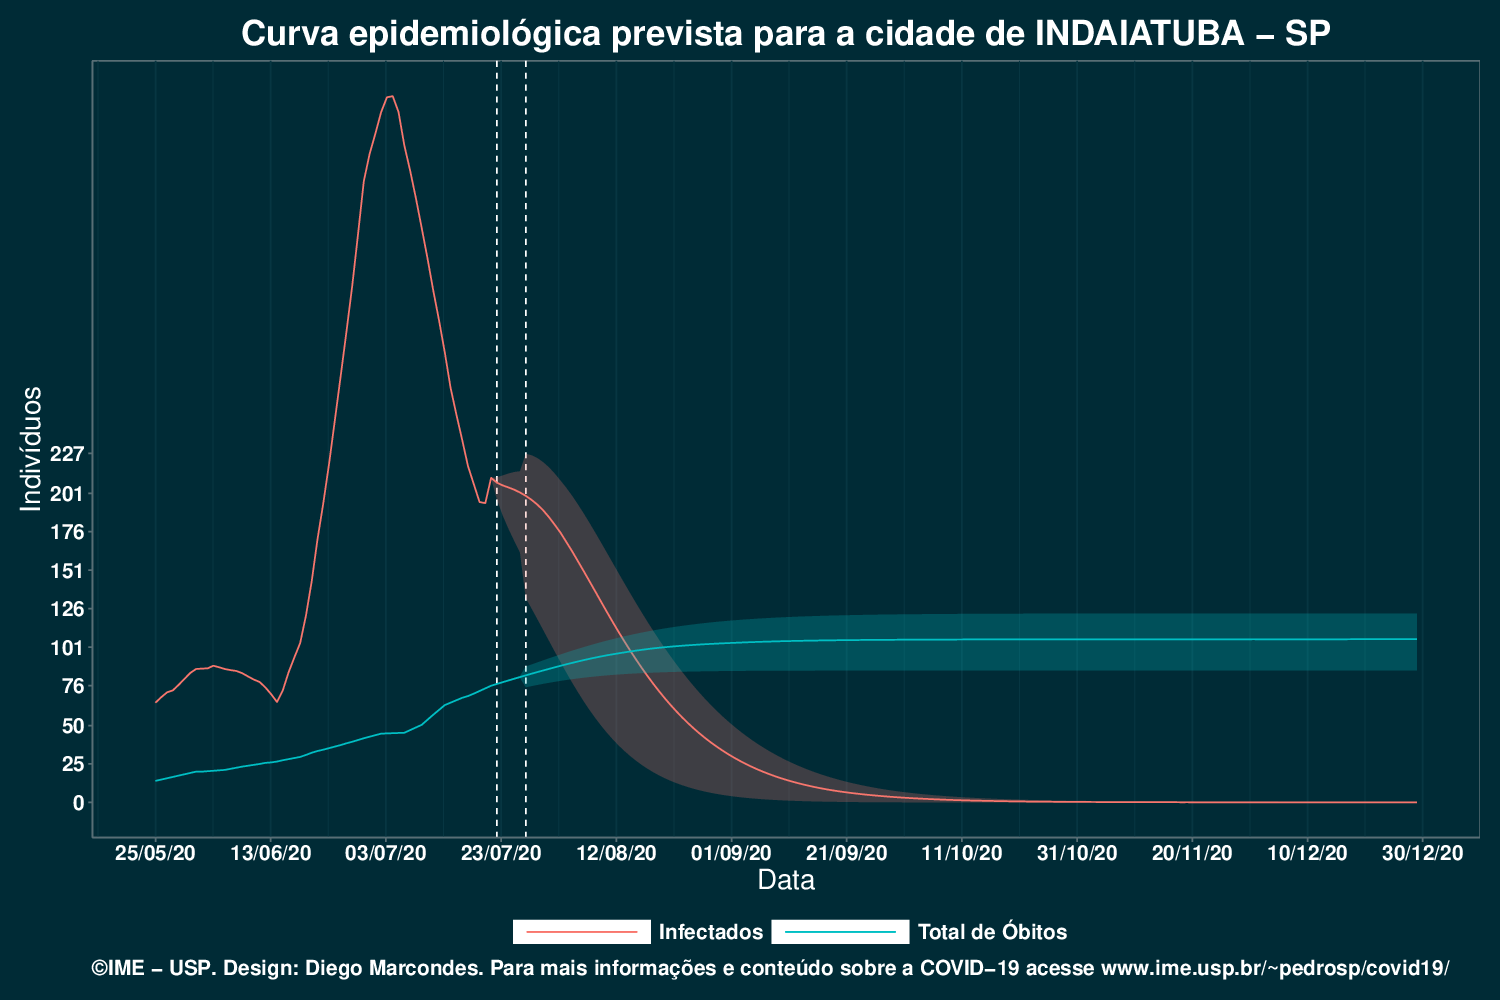 Curva epidemiológica prevista para a cidade de INDAIATUBA – SP
Indivíduos
227
201
176
151
126
101
76
50
25
0
25/05/20 13/06/20 03/07/20 23/07/20 12/08/20 01/09/20 21/09/20 11/10/20 31/10/20 20/11/20 10/12/20 30/12/20
Data
Infectados Total de Óbitos
©IME – USP. Design: Diego Marcondes. Para mais informações e conteúdo sobre a COVID–19 acesse www.ime.usp.br/~pedrosp/covid19/